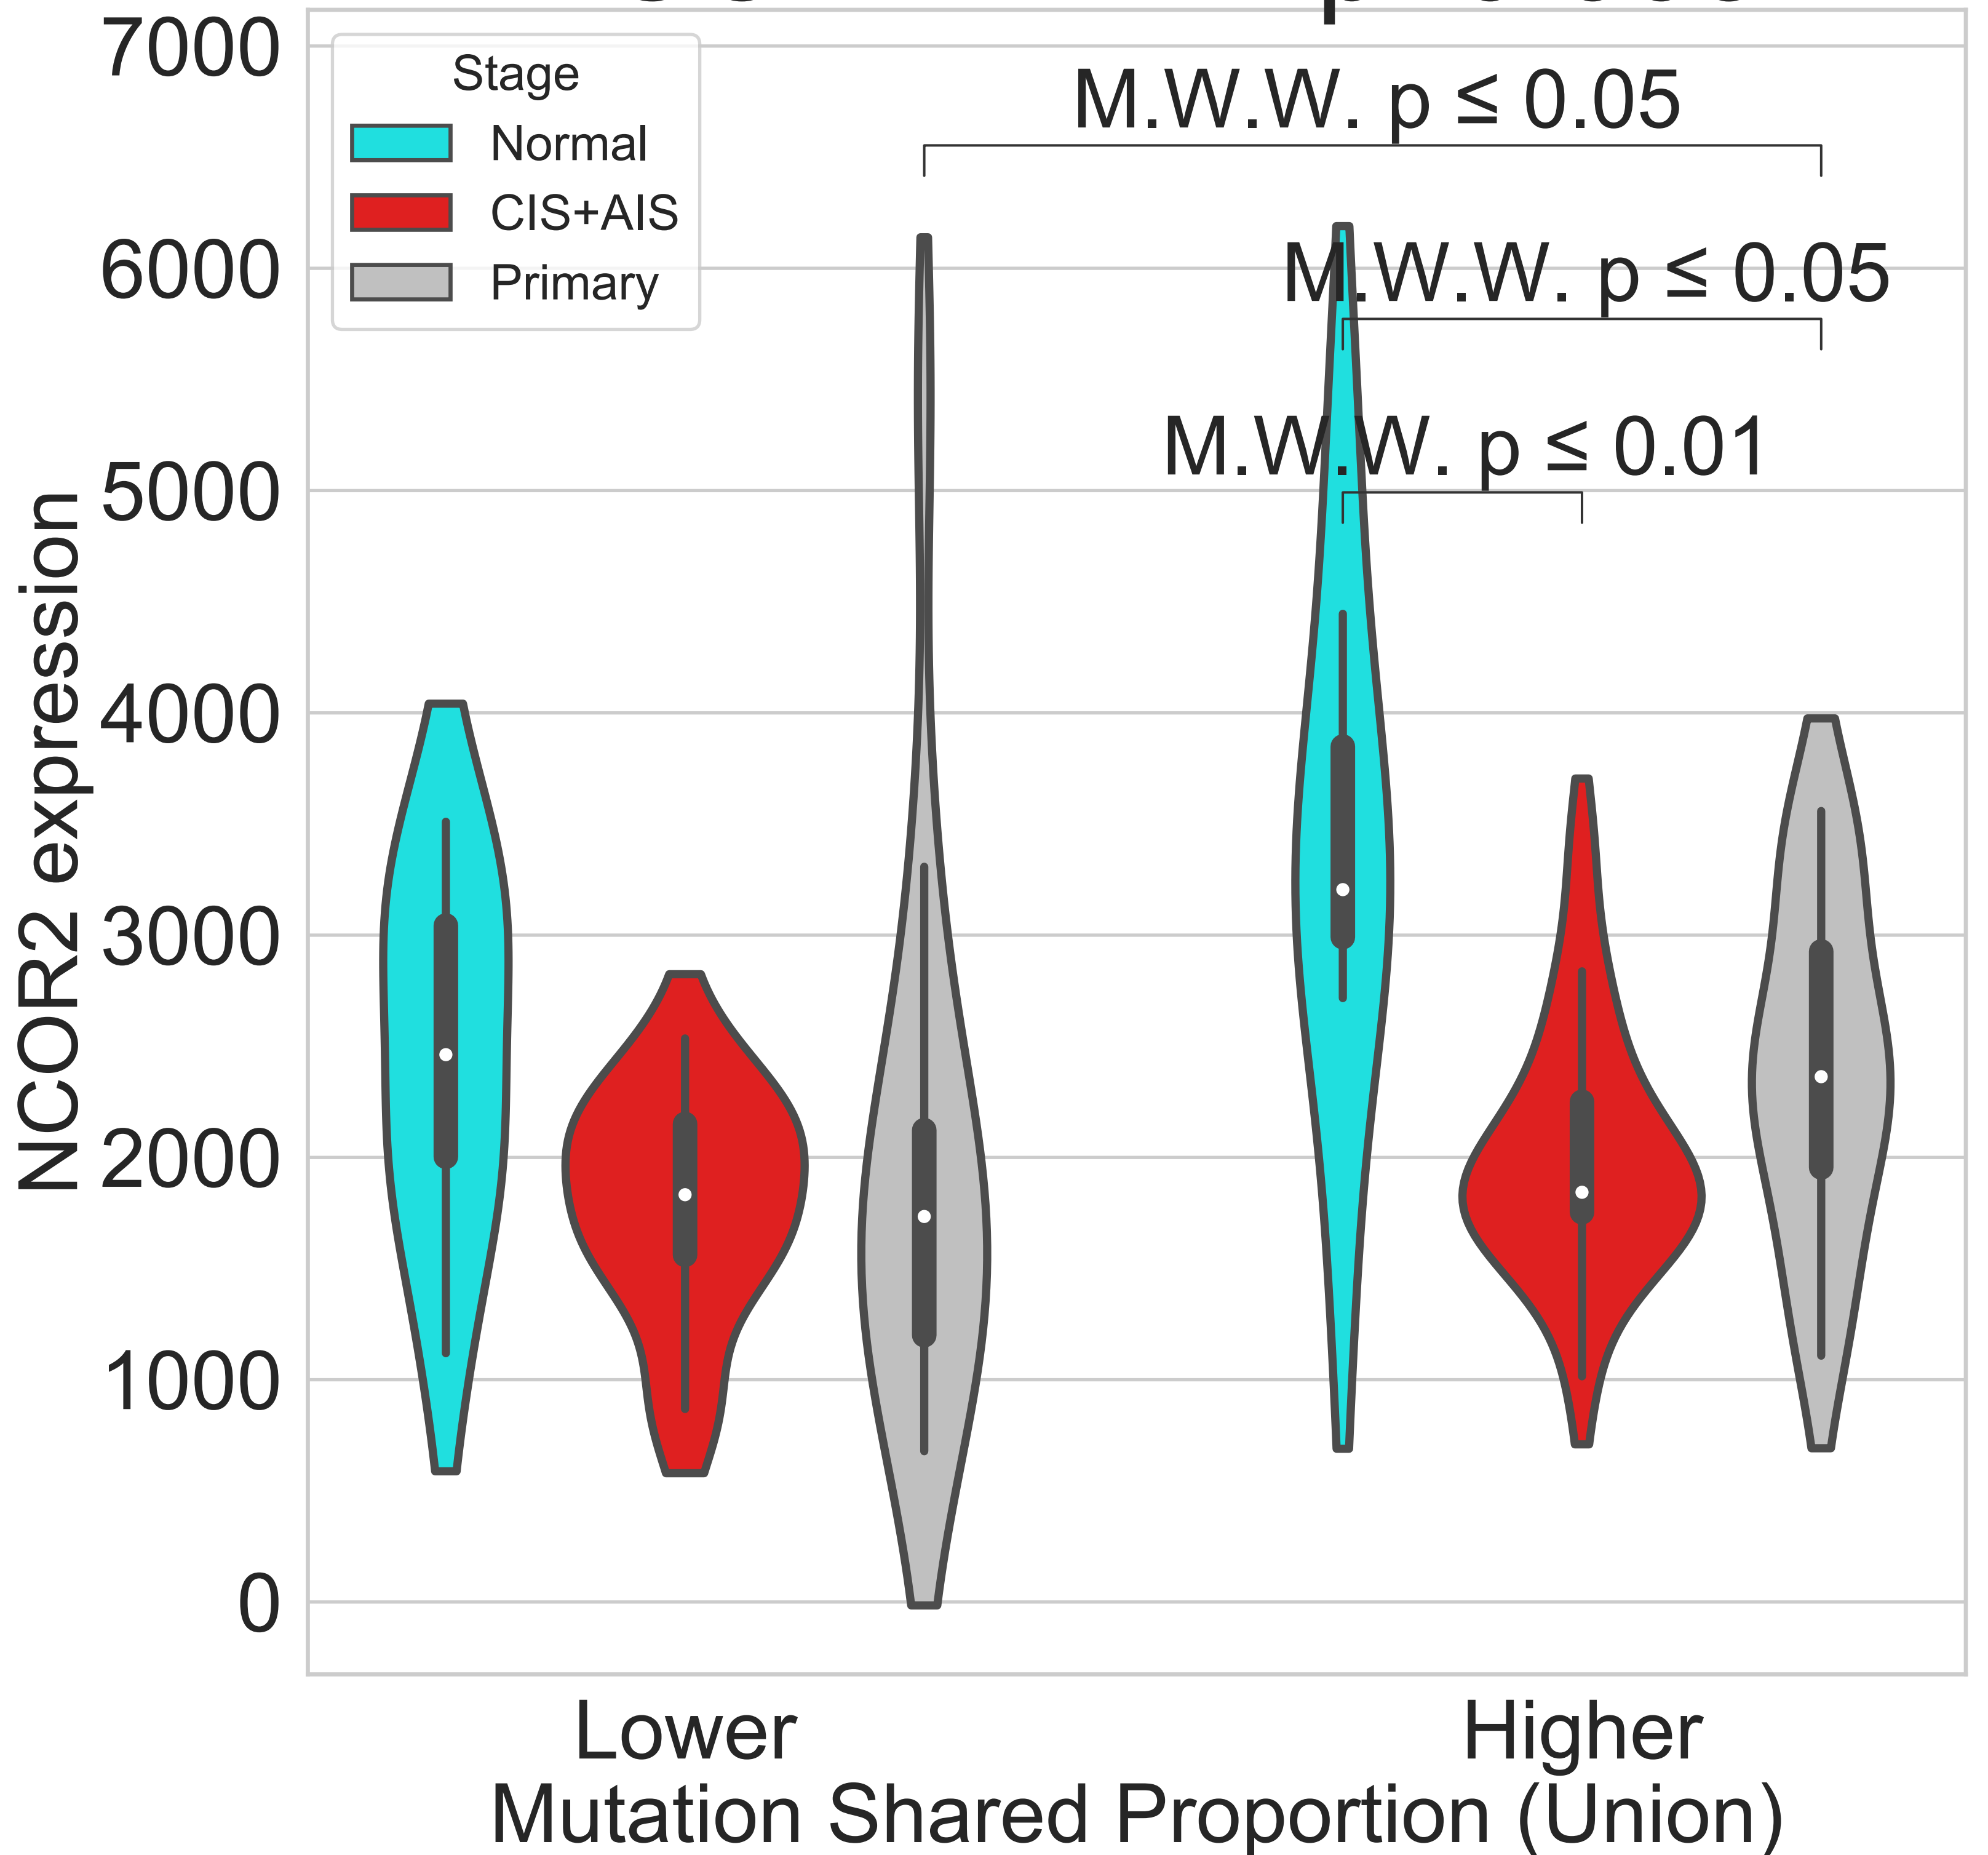 7000
6000
5000
4000
3000
2000
1000
0
NCOR2 expression
Stage
Normal
CIS+AIS
Primary
M.W.W. p ≤ 0.05
M.W.W. p ≤ 0.05
M.W.W. p ≤ 0.01
Lower
Higher
Mutation Shared Proportion (Union)